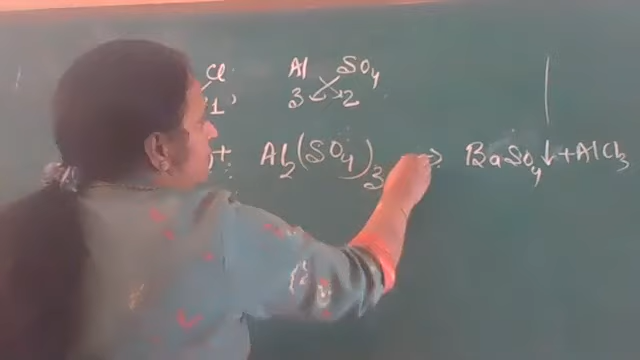 Cl Al SO4
1 3 2
+ Al2(SO4)3 → BaSO4↓ + AlCl3